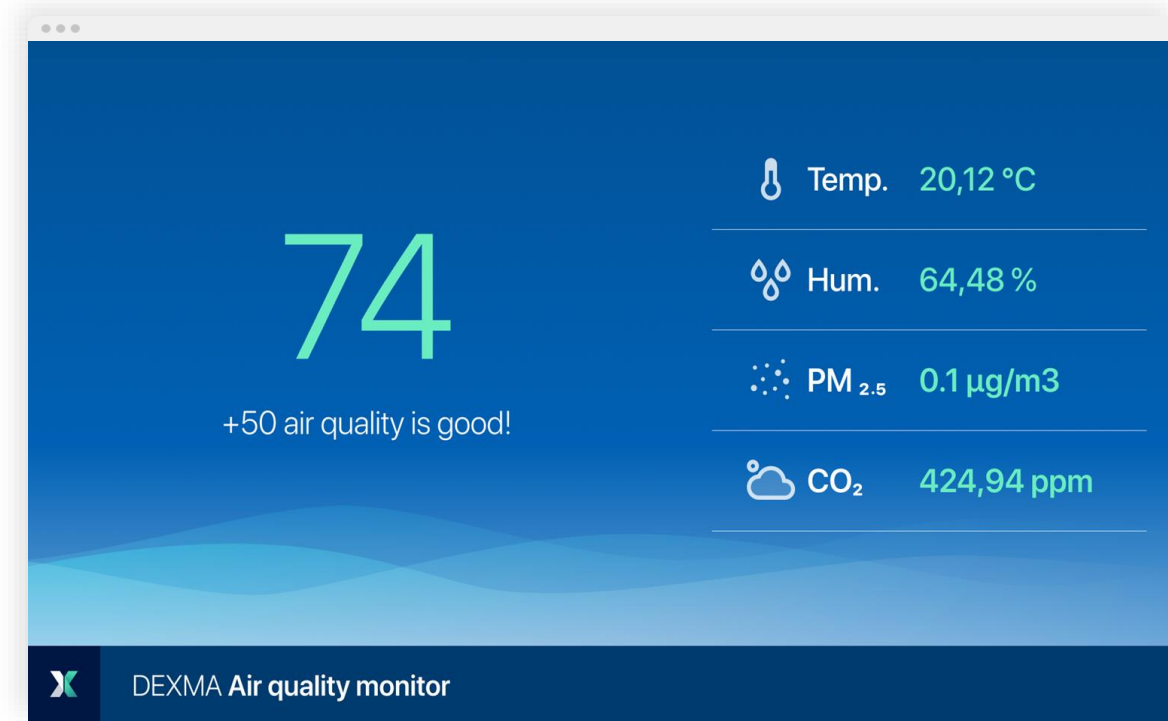 74
+50 air quality is good!
Temp. 20,12 °C
Hum. 64,48 %
PM 2.5 0.1 µg/m3
CO₂ 424,94 ppm
DEXMA Air quality monitor